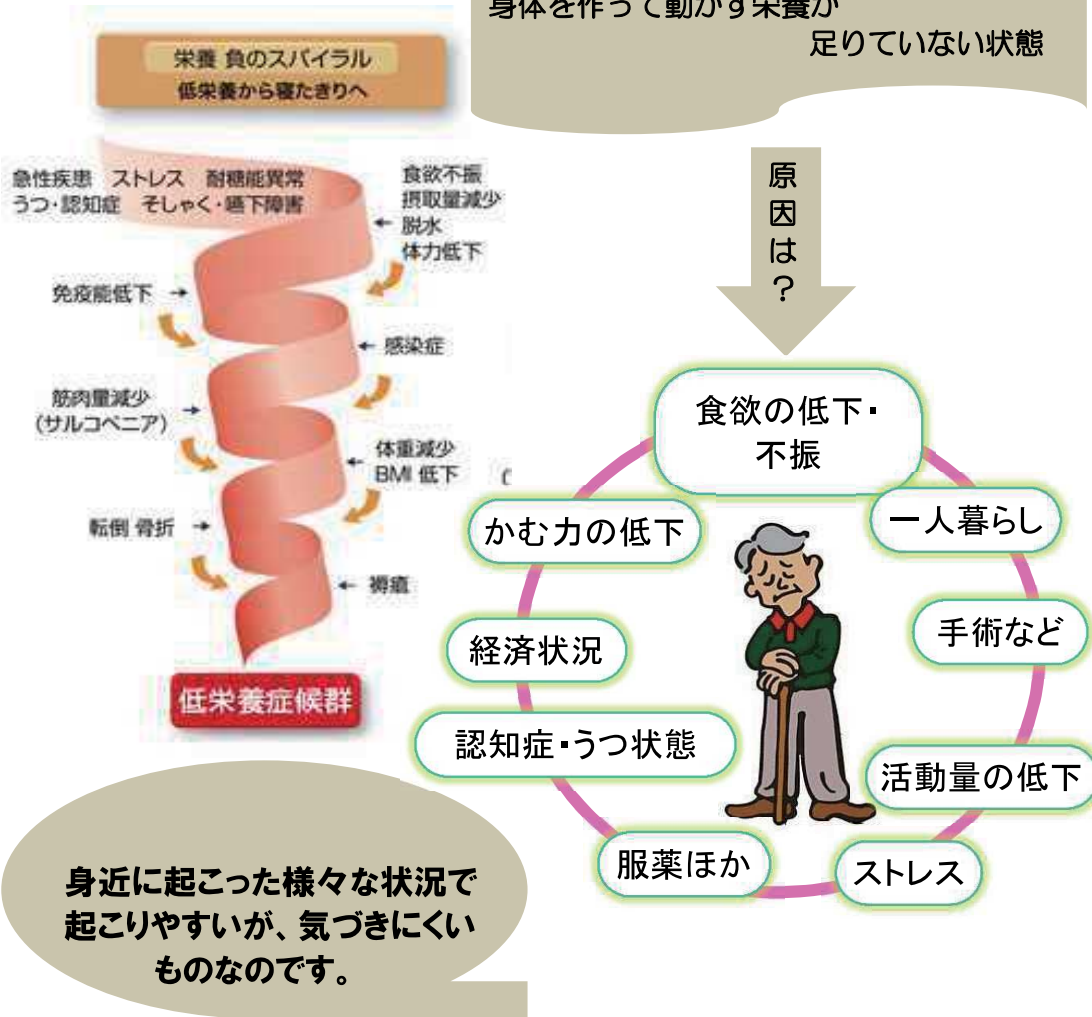 身体を作って動かす栄養が
足りていない状態
栄養 負のスパイラル
低栄養から寝たきりへ
急性疾患 ストレス 耐糖能異常
うつ・認知症 そしゃく・嚥下障害
食欲不振
摂取量減少
脱水
体力低下
免疫能低下
感染症
筋肉量減少
(サルコペニア)
体重減少
BMI 低下
転倒 骨折
褥瘡
低栄養症候群
原因は？
食欲の低下・
不振
かむ力の低下
一人暮らし
経済状況
手術など
認知症・うつ状態
活動量の低下
服薬ほか
ストレス
身近に起こった様々な状況で
起こりやすいが、気づきにくい
ものなのです。